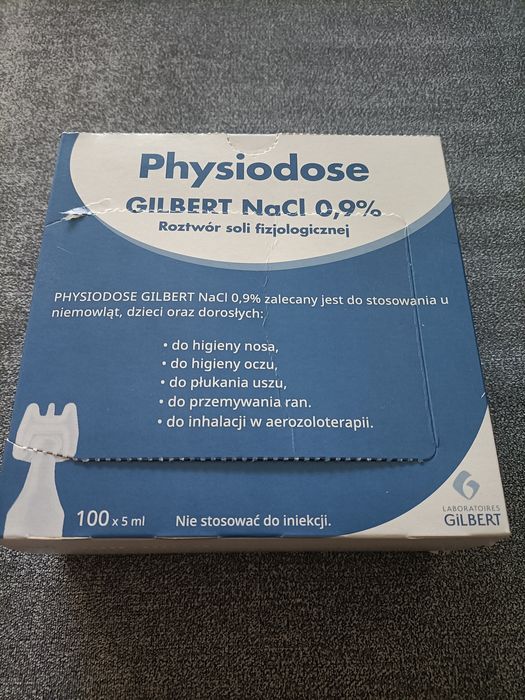 Physiodose
GILBERT NaCl 0,9%
Roztwór soli fizjologicznej
PHYSIODOSE GILBERT NaCl 0,9% zalecany jest do stosowania u
niemowląt, dzieci oraz dorosłych:
• do higieny nosa,
• do higieny oczu,
• do płukania uszu,
• do przemywania ran.
• do inhalacji w aerozoloterapii.
100 x 5 ml
Nie stosować do iniekcji.
LABORATOIRES
GILBERT